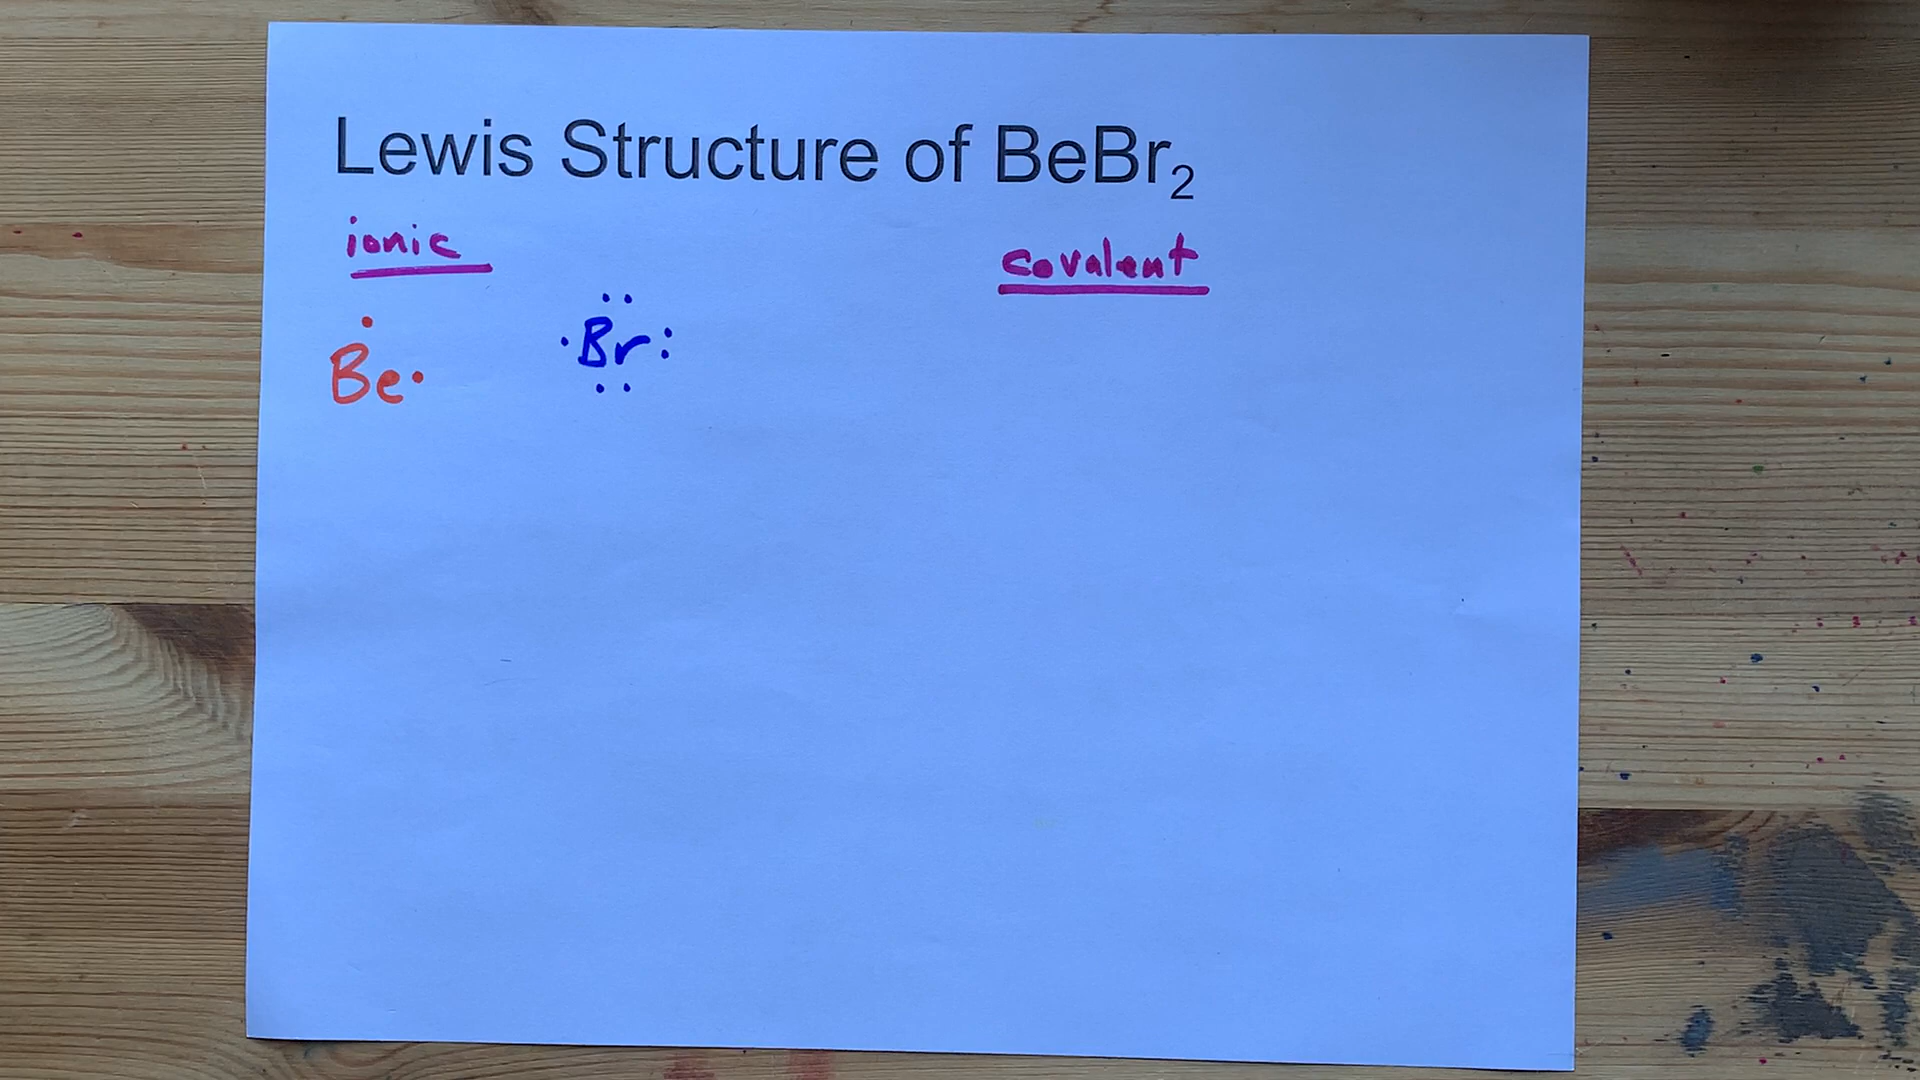 Lewis Structure of BeBr₂
ionic
covalent
Be
Br